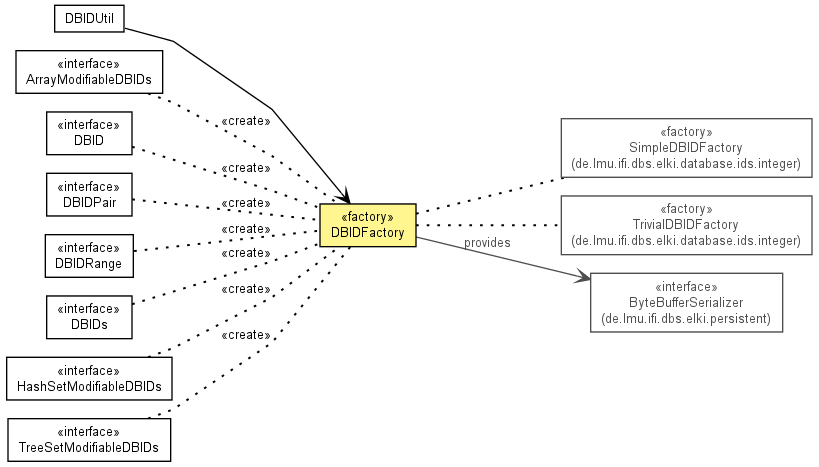 DBIDUtil
«interface»
ArrayModifiableDBIDs
«interface»
DBID
«interface»
DBIDPair
«interface»
DBIDRange
«interface»
DBIDs
«interface»
HashSetModifiableDBIDs
«interface»
TreeSetModifiableDBIDs
«create»
«create»
«create»
«create»
«create»
«create»
«create»
«factory»
DBIDFactory
provides
«factory»
SimpleDBIDFactory
(de.lmu.ifi.dbs.elki.database.ids.integer)
«factory»
TrivialDBIDFactory
(de.lmu.ifi.dbs.elki.database.ids.integer)
«interface»
ByteBufferSerializer
(de.lmu.ifi.dbs.elki.persistent)